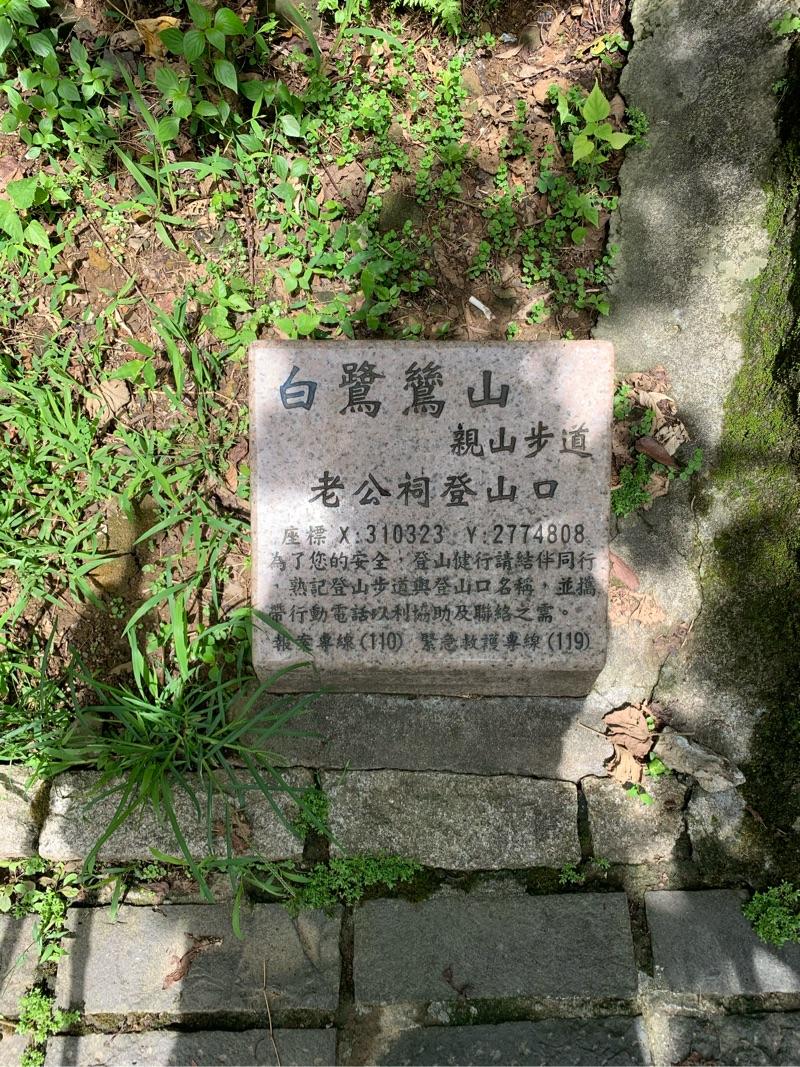 白鷺鷥山
親山步道
老公祠登山口
座標 X:310323 Y:2774808
為了您的安全,登山健行請結伴同行
,熟記登山步道與登山口名稱,並攜
帶行動電話以利協助及聯絡之需。
報案專線(110) 緊急救護專線(119)